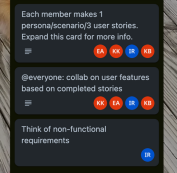 Each member makes 1
persona/scenario/3 user stories.
Expand this card for more info.
EA KK IR KB
@everyone: collab on user features
based on completed stories
KK EA IR KB
Think of non-functional
requirements
IR